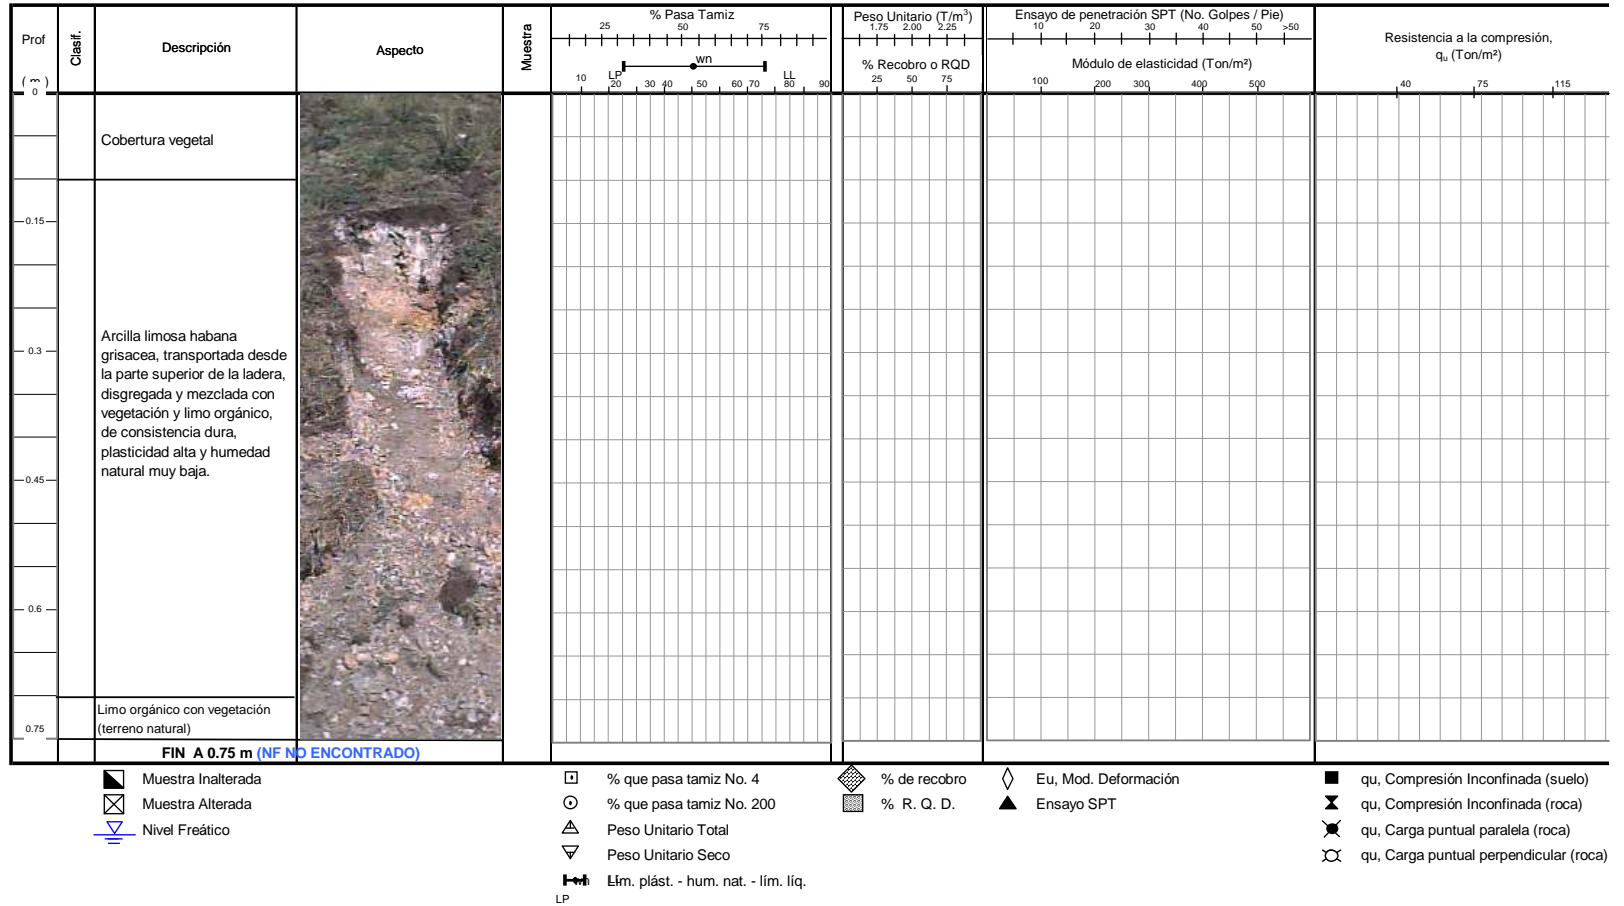 Prof
( m )
Clasif.
Descripción
Aspecto
Muestra
% Pasa Tamiz
25 50 75
LP wn LL
10 20 30 40 50 60 70 80 90
Peso Unitario (T/m³)
1.75 2.00 2.25
% Recobro o RQD
25 50 75
Ensayo de penetración SPT (No. Golpes / Pie)
10 20 30 40 50 >50
Módulo de elasticidad (Ton/m²)
100 200 300 400 500
Resistencia a la compresión,
qᵤ (Ton/m²)
40 75 115
0
Cobertura vegetal
0.15
0.3
Arcilla limosa habana
grisacea, transportada desde
la parte superior de la ladera,
disgregada y mezclada con
vegetación y limo orgánico,
de consistencia dura,
plasticidad alta y humedad
natural muy baja.
0.45
0.6
Limo orgánico con vegetación
(terreno natural)
0.75
FIN A 0.75 m (NF NO ENCONTRADO)
Muestra Inalterada
Muestra Alterada
Nivel Freático
% que pasa tamiz No. 4
% que pasa tamiz No. 200
Peso Unitario Total
Peso Unitario Seco
Lím. plást. - hum. nat. - lím. líq.
LP
% de recobro
% R. Q. D.
Eu, Mod. Deformación
Ensayo SPT
qu, Compresión Inconfinada (suelo)
qu, Compresión Inconfinada (roca)
qu, Carga puntual paralela (roca)
qu, Carga puntual perpendicular (roca)